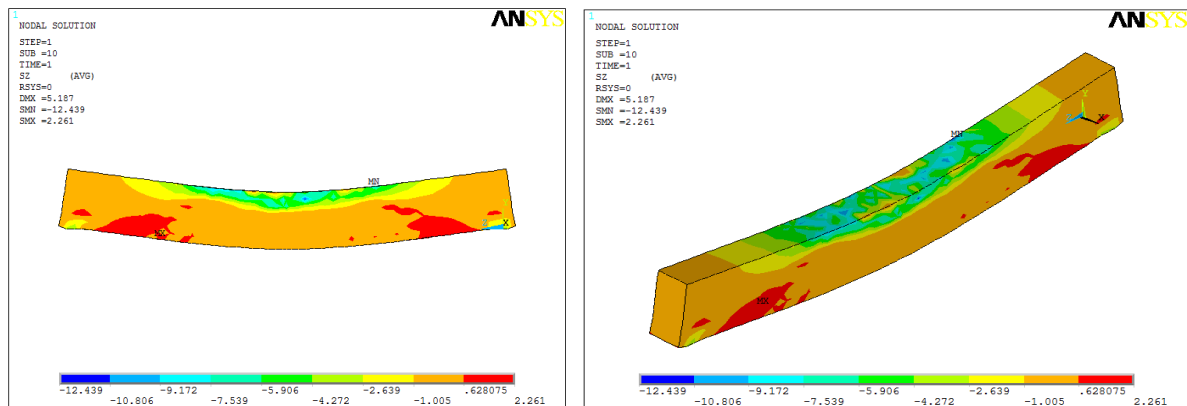 1
ANSYS
NODAL SOLUTION
STEP=1
SUB =10
TIME=1
SZ (AVG)
RSYS=0
DMX =5.187
SMN =-12.439
SMX =2.261
MN
MX
Z
X
-12.439 -9.172 -5.906 -2.639 .628075
-10.806 -7.539 -4.272 -1.005 2.261
1
ANSYS
NODAL SOLUTION
STEP=1
SUB =10
TIME=1
SZ (AVG)
RSYS=0
DMX =5.187
SMN =-12.439
SMX =2.261
Y
Z
X
MN
MX
-12.439 -9.172 -5.906 -2.639 .628075
-10.806 -7.539 -4.272 -1.005 2.261